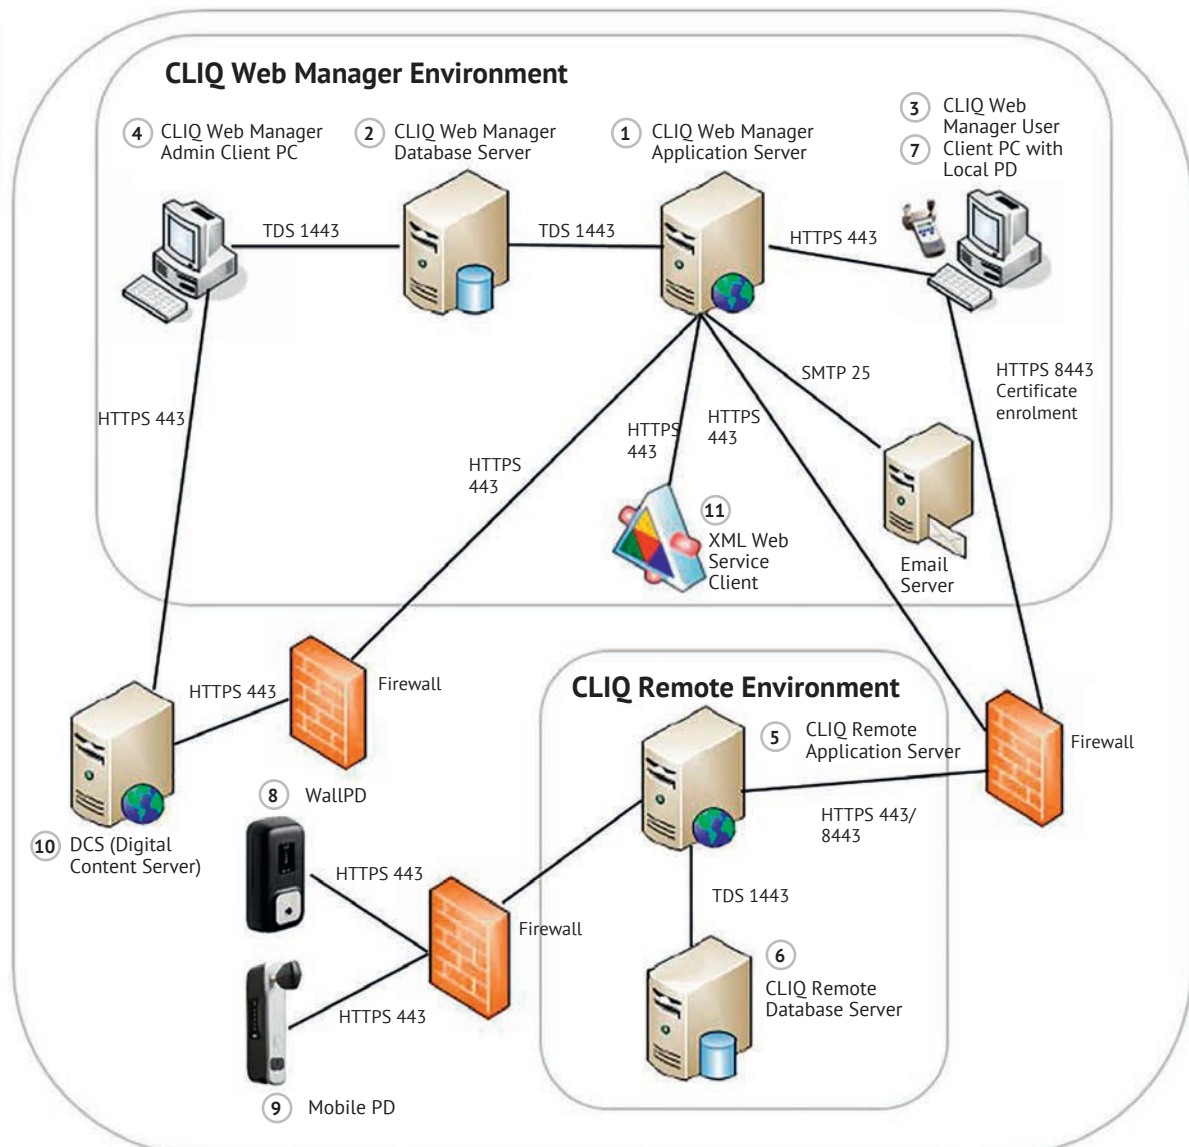 CLIQ Web Manager Environment
4 CLIQ Web Manager
Admin Client PC
2 CLIQ Web Manager
Database Server
1 CLIQ Web Manager
Application Server
3 CLIQ Web
Manager User
7 Client PC with
Local PD
TDS 1443
TDS 1443
HTTPS 443
HTTPS 443
HTTPS
443
HTTPS
443
HTTPS
443
SMTP 25
HTTPS 8443
Certificate
enrolment
11
XML Web
Service
Client
Email
Server
HTTPS 443
Firewall
CLIQ Remote Environment
5 CLIQ Remote
Application Server
Firewall
HTTPS 443/
8443
10 DCS (Digital
Content Server)
8 WallPD
HTTPS 443
Firewall
HTTPS 443
TDS 1443
6
CLIQ Remote
Database Server
9 Mobile PD